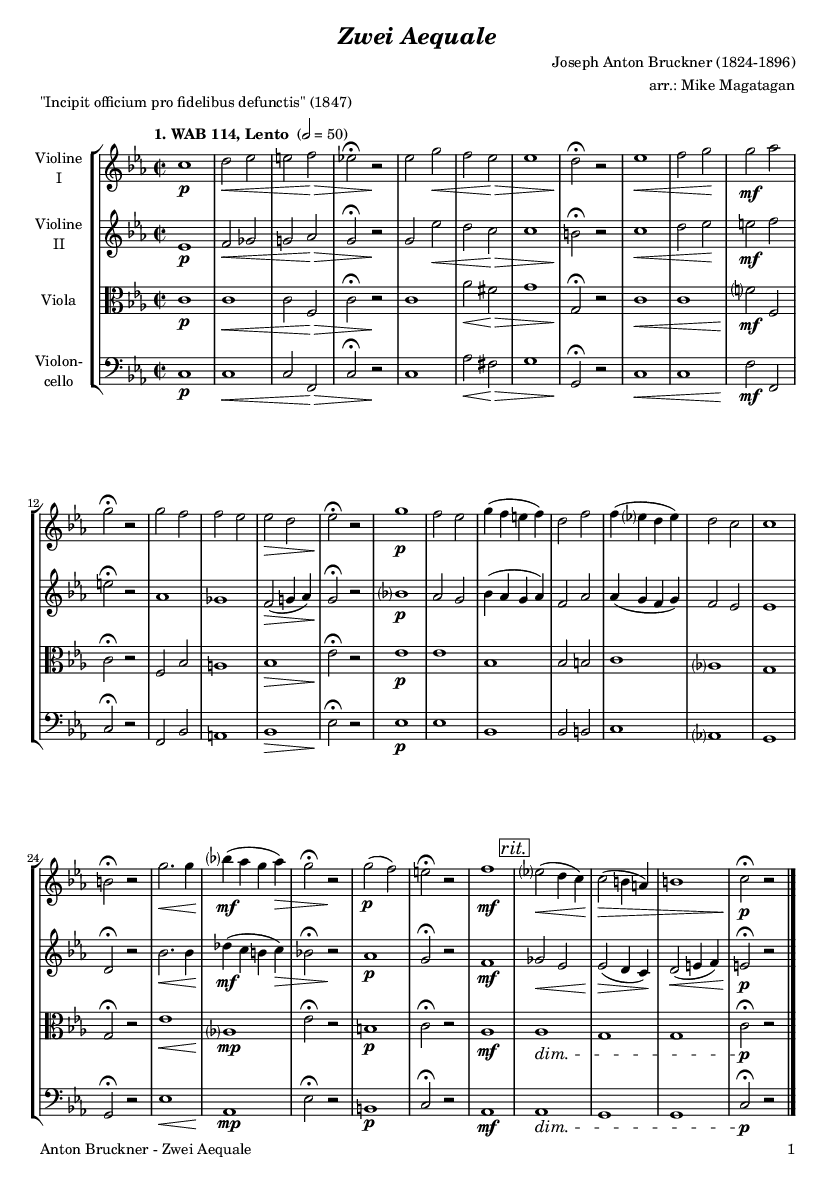 Zwei Aequale
Joseph Anton Bruckner (1824-1896)
arr.: Mike Magatagan
"Incipit officium pro fidelibus defunctis" (1847)
1. WAB 114, Lento (𝅗𝅥 = 50)
Violine
I
p
mf
Violine
II
p
mf
Viola
p
mf
Violon-
cello
p
mf
12
p
p
p
p
24
rit.
mf
p
mf
p
mf
p
mf
p
mp
p
mf
dim.
p
mp
p
mf
dim.
p
Anton Bruckner - Zwei Aequale
1